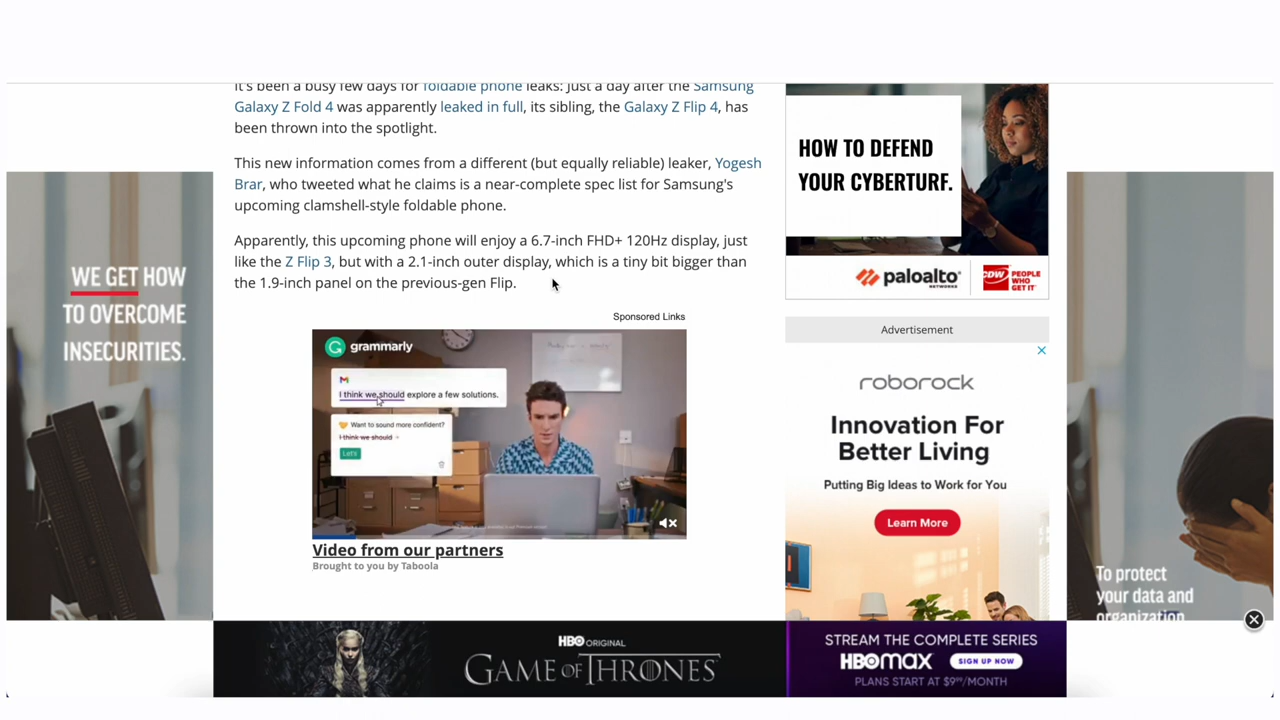 It's been a busy few days for foldable phone leaks: Just a day after the Samsung
Galaxy Z Fold 4 was apparently leaked in full, its sibling, the Galaxy Z Flip 4, has
been thrown into the spotlight.
This new information comes from a different (but equally reliable) leaker, Yogesh
Brar, who tweeted what he claims is a near-complete spec list for Samsung's
upcoming clamshell-style foldable phone.
Apparently, this upcoming phone will enjoy a 6.7-inch FHD+ 120Hz display, just
like the Z Flip 3, but with a 2.1-inch outer display, which is a tiny bit bigger than
the 1.9-inch panel on the previous-gen Flip.
Sponsored Links
grammarly
I think we should explore a few solutions.
Want to sound more confident?
I think we should
Let's
Video from our partners
Brought to you by Taboola
WE GET HOW
TO OVERCOME
INSECURITIES.
HOW TO DEFEND
YOUR CYBERTURF.
paloalto
NETWORKS
CDW
PEOPLE
WHO
GET IT
Advertisement
roborock
Innovation For
Better Living
Putting Big Ideas to Work for You
Learn More
To protect
your data and
organization
HBO ORIGINAL
GAME OF THRONES
STREAM THE COMPLETE SERIES
HBOMAX
SIGN UP NOW
PLANS START AT $9.99/MONTH